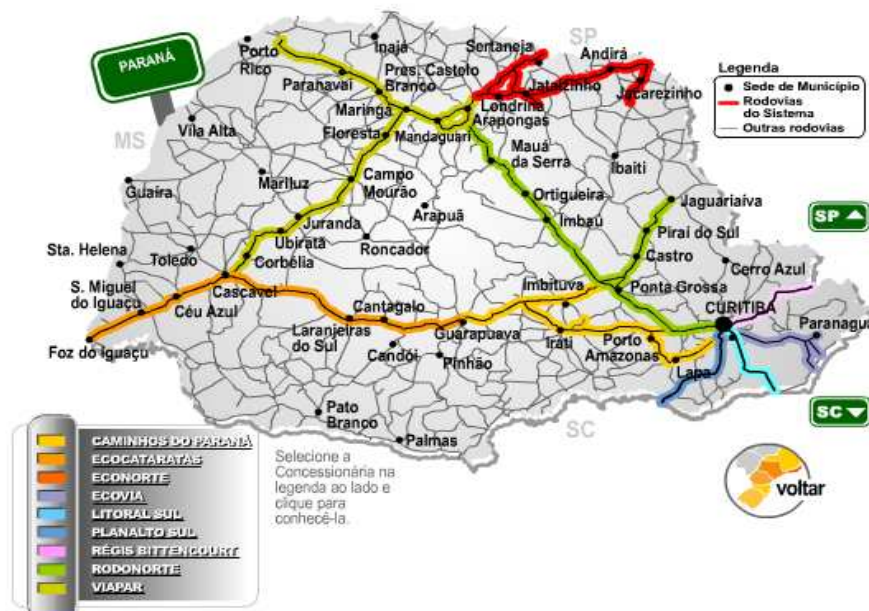 PARANÁ
Porto
Rico
Inajá
Sertaneja
SP
Andirá
Paranavaí
Pres. Castelo
Branco
Jataizinho
Jacarezinho
Legenda
Sede de Município
Rodovias
do Sistema
Outras rodovias
MS
Vila Alta
Maringa
Londrina
Arapongas
Floresta
Mandaguari
Mauá
da Serra
Ibaiti
Guaíra
Mariluz
Campo
Mourão
Arapuã
Ortigueira
Jaguariaíva
SP
Juranda
Imbaú
Pirai do Sul
Sta. Helena
Toledo
Ubiratã
Roncador
Castro
Corbélia
Cerro Azul
S. Miguel
do Iguaçu
Céu Azul
Cascavel
Imbituva
Ponta Grossa
Cantagalo
CURITIBA
Paranagu
Foz do Iguaçu
Laranjeiras
do Sul
Guarapuava
Irati
Porto
Amazonas
Candói
Pinhão
Lapa
Pato
Branco
Palmas
SC
SC
CAMINHOS DO PARANÁ
ECOCATARATAS
ECONORTE
ECOVIA
LITORAL SUL
PLANALTO SUL
RÉGIS BITTENCOURT
RODONORTE
VIAPAR
Selecione a
Concessionária na
legenda ao lado e
clique para
conhecê-la.
voltar